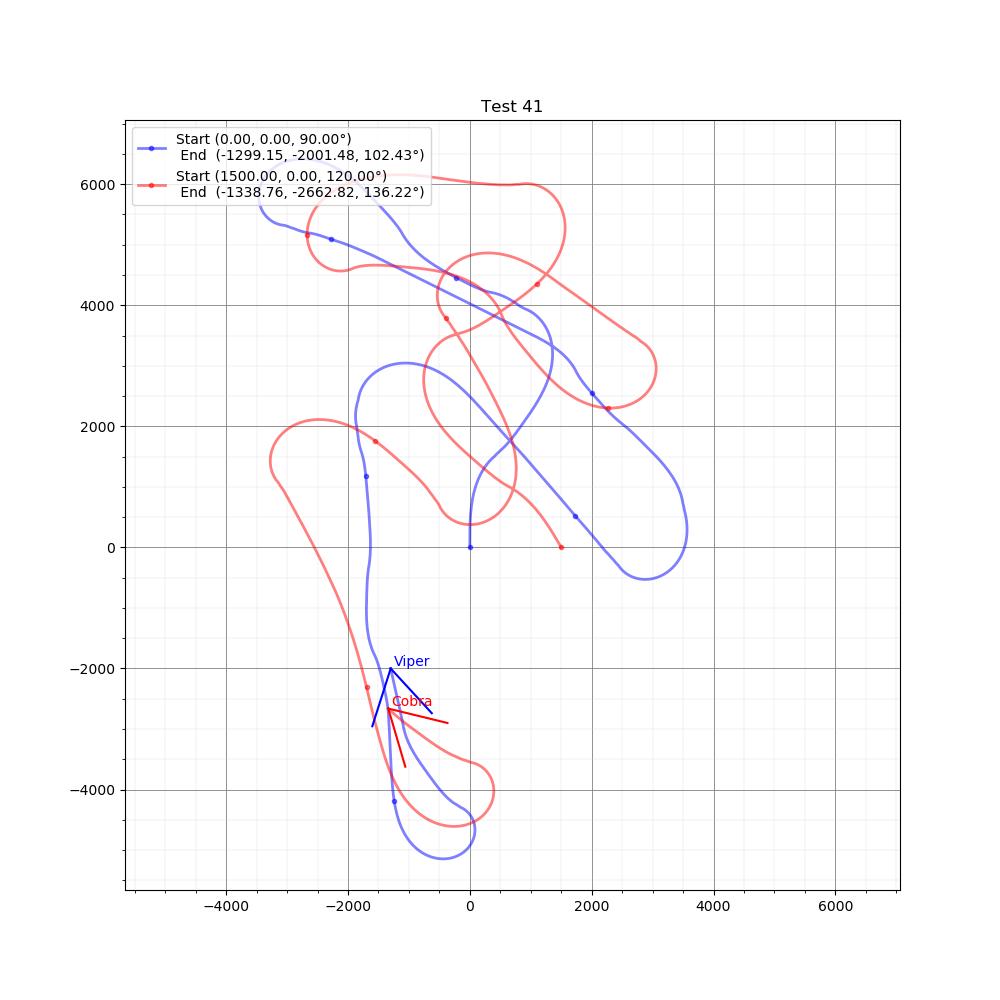 Test 41
Start (0.00, 0.00, 90.00°)
End (-1299.15, -2001.48, 102.43°)
Start (1500.00, 0.00, 120.00°)
End (-1338.76, -2662.82, 136.22°)
6000
4000
2000
0
−2000
−4000
Viper
Cobra
−4000 −2000 0 2000 4000 6000